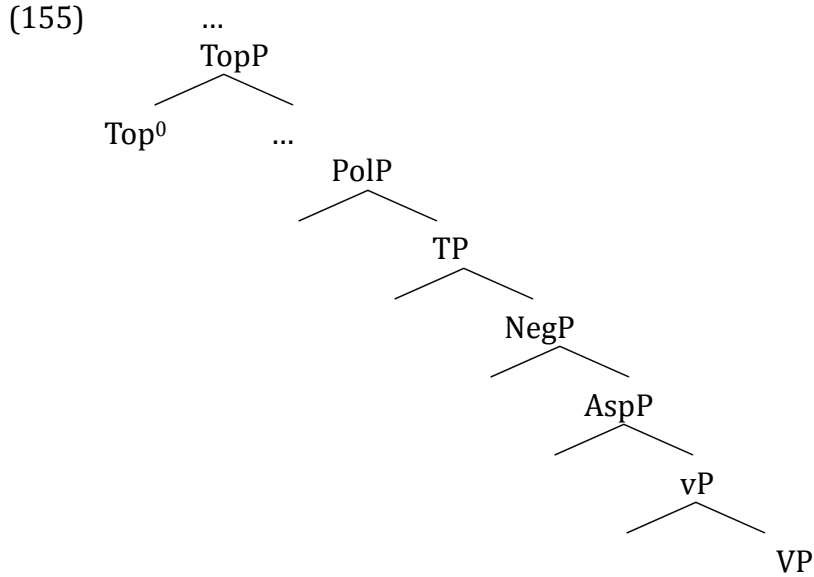 (155) …
TopP
Top⁰ …
PolP
TP
NegP
AspP
vP
VP